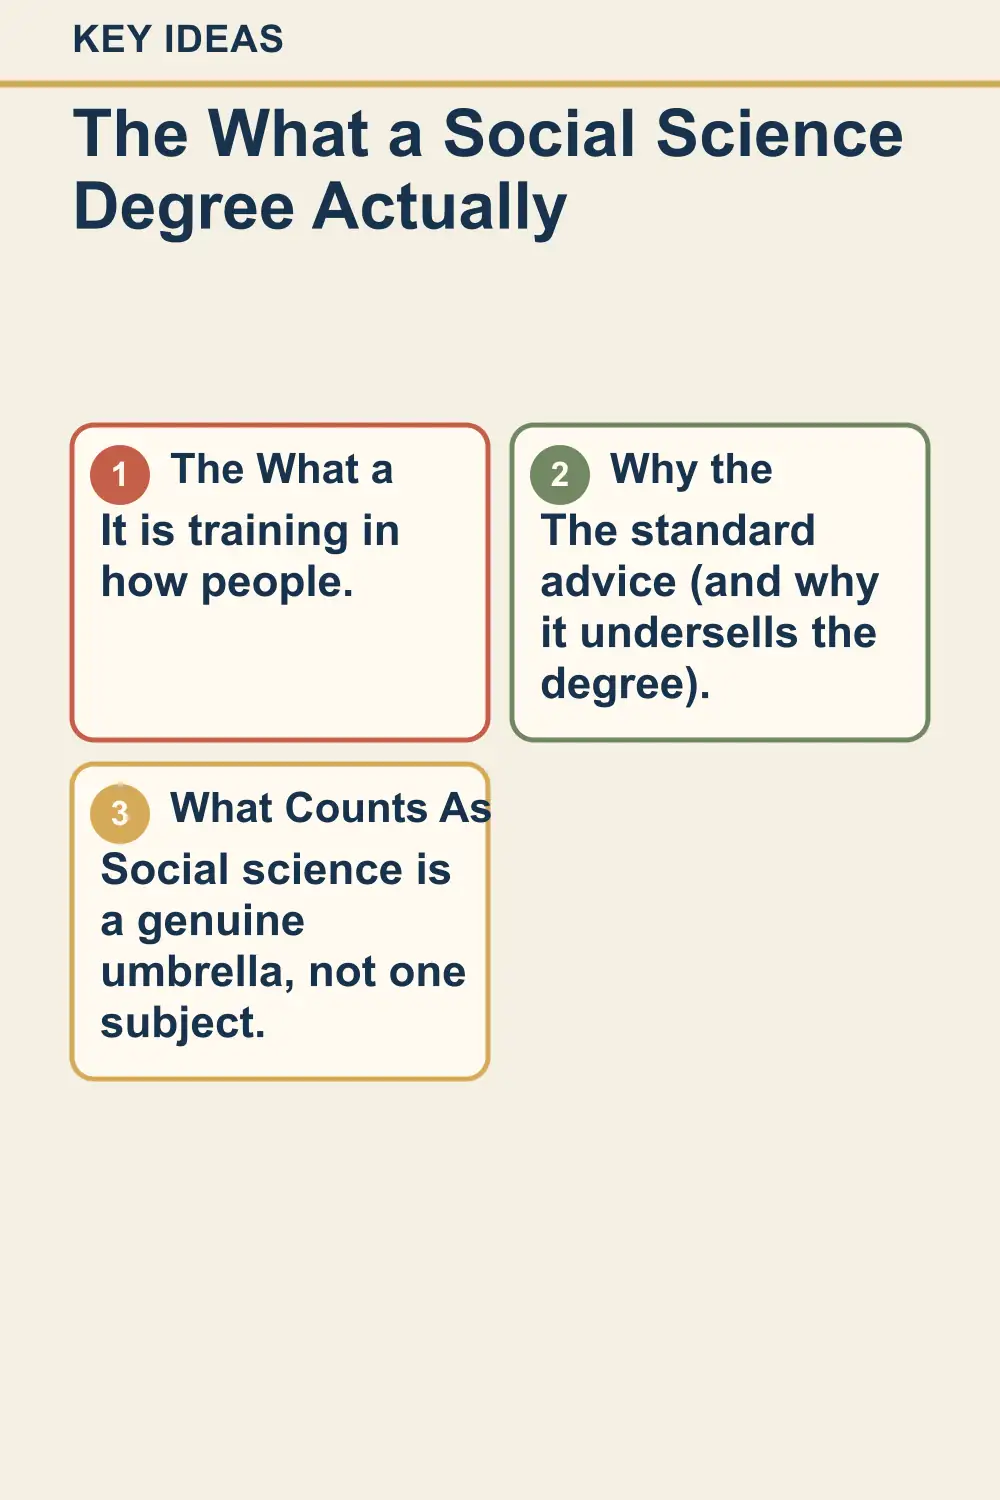 KEY IDEAS
The What a Social Science
Degree Actually
1 The What a
It is training in
how people.
2 Why the
The standard
advice (and why
it undersells the
degree).
3 What Counts As
Social science is
a genuine
umbrella, not one
subject.